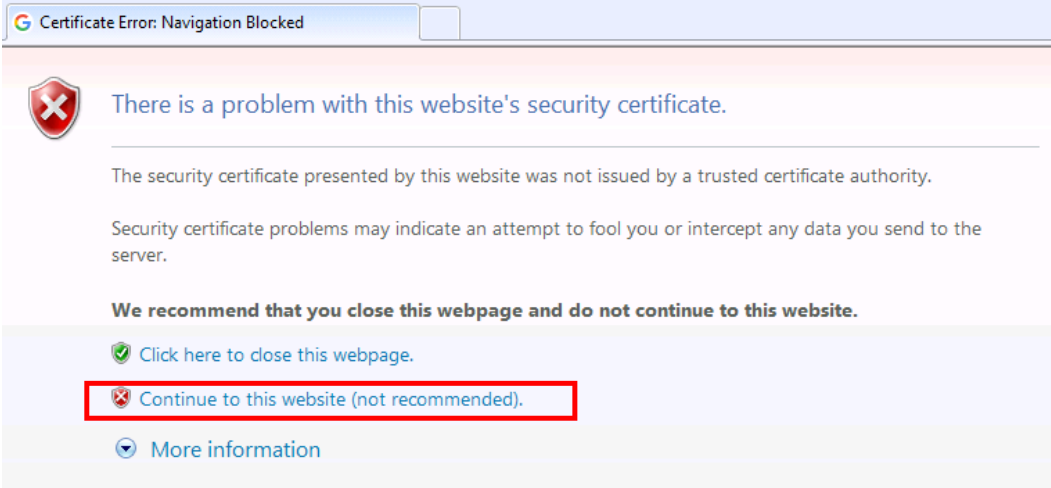 Certificate Error: Navigation Blocked
There is a problem with this website's security certificate.
The security certificate presented by this website was not issued by a trusted certificate authority.
Security certificate problems may indicate an attempt to fool you or intercept any data you send to the
server.
We recommend that you close this webpage and do not continue to this website.
Click here to close this webpage.
Continue to this website (not recommended).
More information